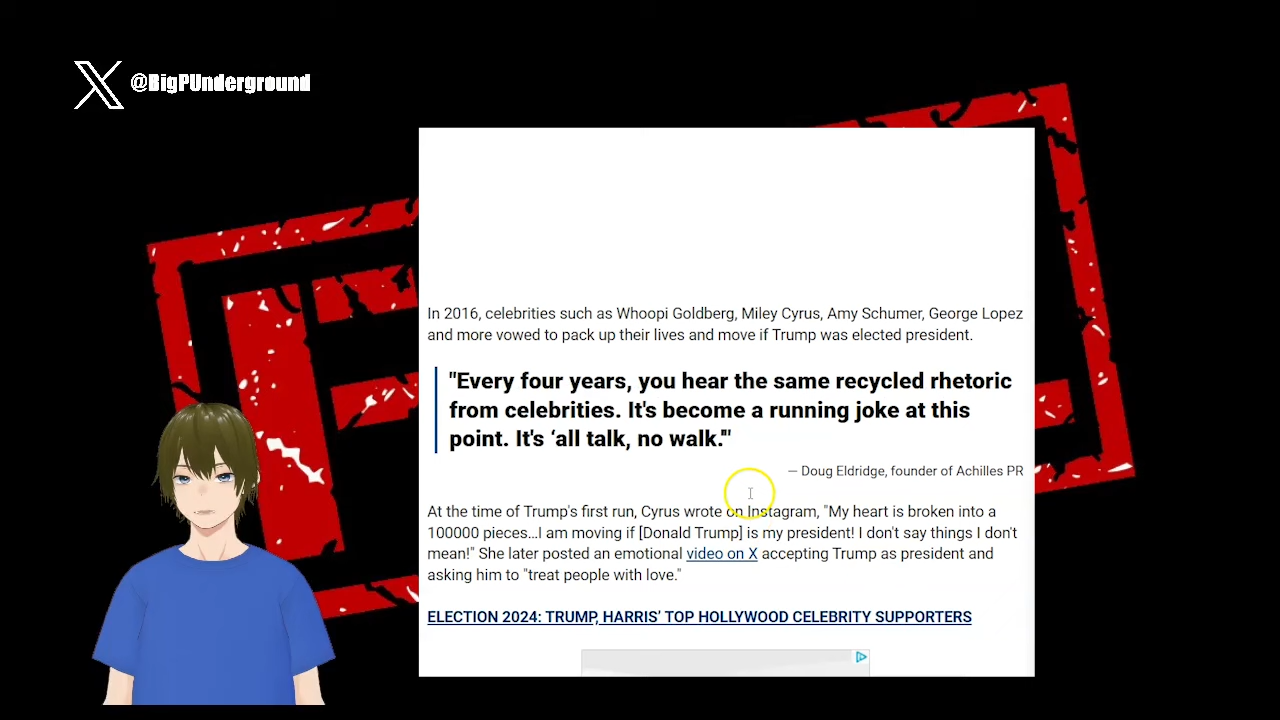 @BigPUnderground
In 2016, celebrities such as Whoopi Goldberg, Miley Cyrus, Amy Schumer, George Lopez
and more vowed to pack up their lives and move if Trump was elected president.
"Every four years, you hear the same recycled rhetoric
from celebrities. It's become a running joke at this
point. It's ‘all talk, no walk.'"
— Doug Eldridge, founder of Achilles PR
At the time of Trump's first run, Cyrus wrote on Instagram, "My heart is broken into a
100000 pieces...I am moving if [Donald Trump] is my president! I don't say things I don't
mean!" She later posted an emotional video on X accepting Trump as president and
asking him to "treat people with love."
ELECTION 2024: TRUMP, HARRIS’ TOP HOLLYWOOD CELEBRITY SUPPORTERS